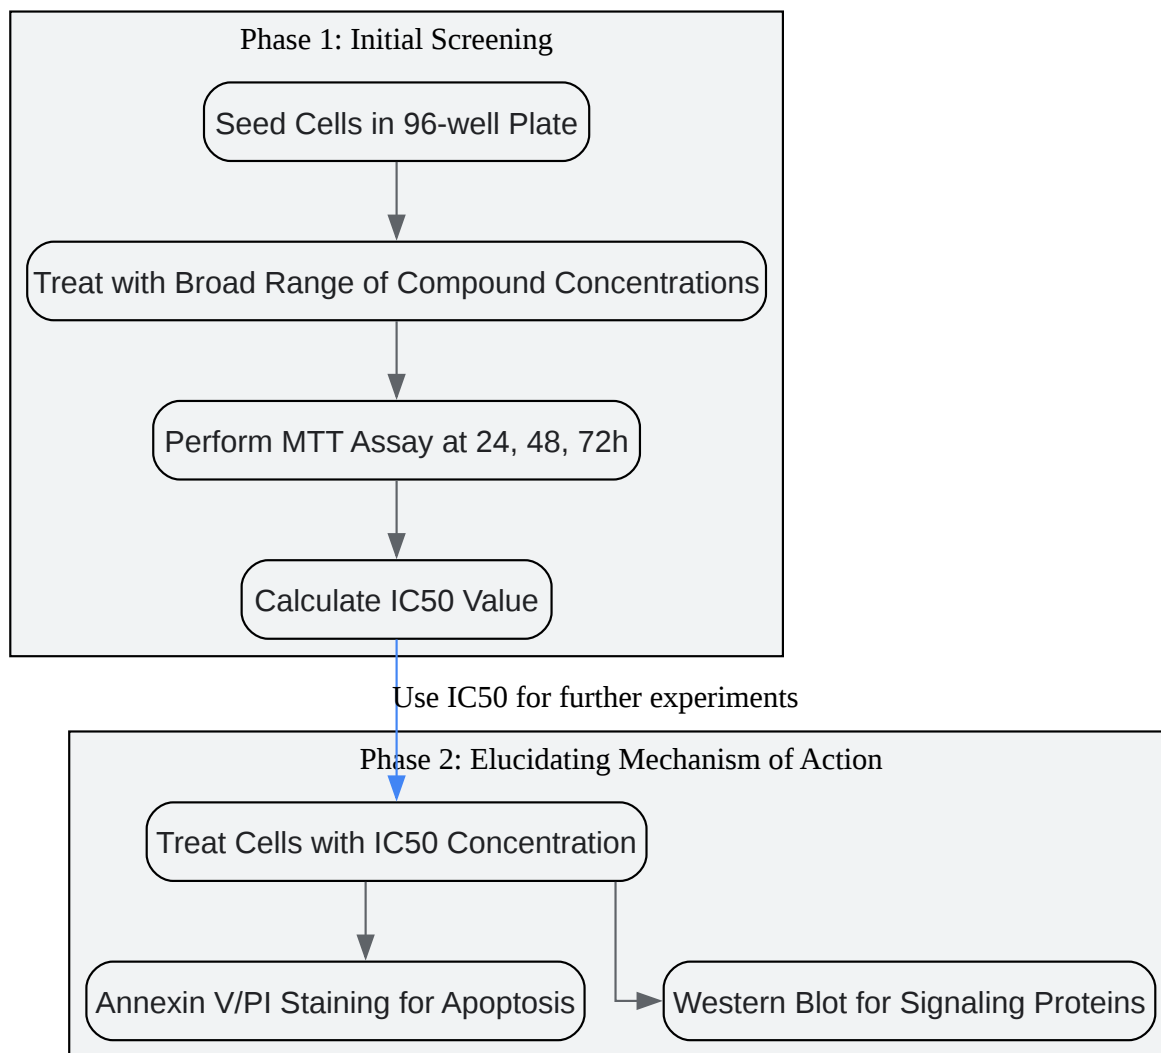 Phase 1: Initial Screening
Seed Cells in 96-well Plate
Treat with Broad Range of Compound Concentrations
Perform MTT Assay at 24, 48, 72h
Calculate IC50 Value
Use IC50 for further experiments
Phase 2: Elucidating Mechanism of Action
Treat Cells with IC50 Concentration
Annexin V/PI Staining for Apoptosis
Western Blot for Signaling Proteins